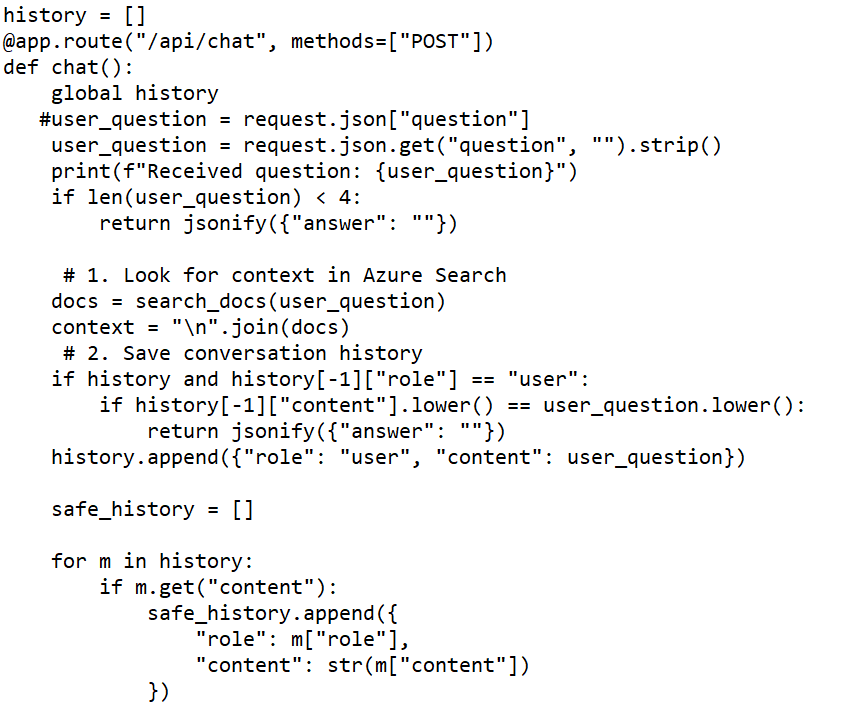 history = []
@app.route("/api/chat", methods=["POST"])
def chat():
    global history
   #user_question = request.json["question"]
    user_question = request.json.get("question", "").strip()
    print(f"Received question: {user_question}")
    if len(user_question) < 4:
        return jsonify({"answer": ""})

     # 1. Look for context in Azure Search
    docs = search_docs(user_question)
    context = "\n".join(docs)
     # 2. Save conversation history
    if history and history[-1]["role"] == "user":
        if history[-1]["content"].lower() == user_question.lower():
            return jsonify({"answer": ""})
    history.append({"role": "user", "content": user_question})

    safe_history = []

    for m in history:
        if m.get("content"):
            safe_history.append({
                "role": m["role"],
                "content": str(m["content"])
            })